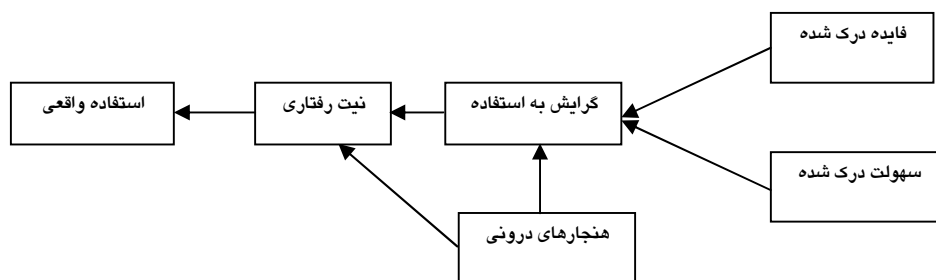 فایده درک شده
گرایش به استفاده
نیت رفتاری
استفاده واقعی
سهولت درک شده
هنجارهای درونی